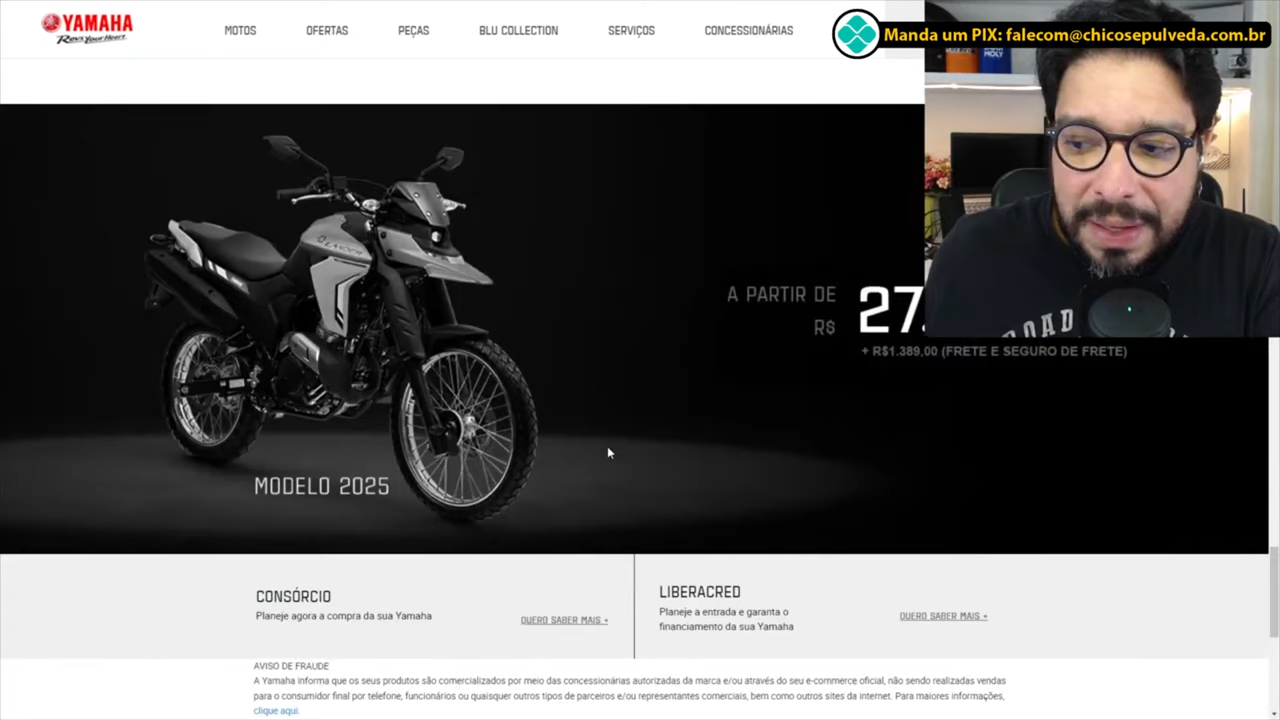 YAMAHA
Revs Your Heart
MOTOS
OFERTAS
PEÇAS
BLU COLLECTION
SERVIÇOS
CONCESSIONÁRIAS
Manda um PIX: falecom@chicosepulveda.com.br
MOLY
LANDER
A PARTIR DE
R$ 27.
+ R$1.389,00 (FRETE E SEGURO DE FRETE)
ROAD
MODELO 2025
CONSÓRCIO
Planeje agora a compra da sua Yamaha
QUERO SABER MAIS +
LIBERACRED
Planeje a entrada e garanta o
financiamento da sua Yamaha
QUERO SABER MAIS +
AVISO DE FRAUDE
A Yamaha informa que os seus produtos são comercializados por meio das concessionárias autorizadas da marca e/ou através do seu e-commerce oficial, não sendo realizadas vendas
para o consumidor final por telefone, funcionários ou quaisquer outros tipos de parceiros e/ou representantes comerciais, bem como outros sites da internet. Para maiores informações,
clique aqui.